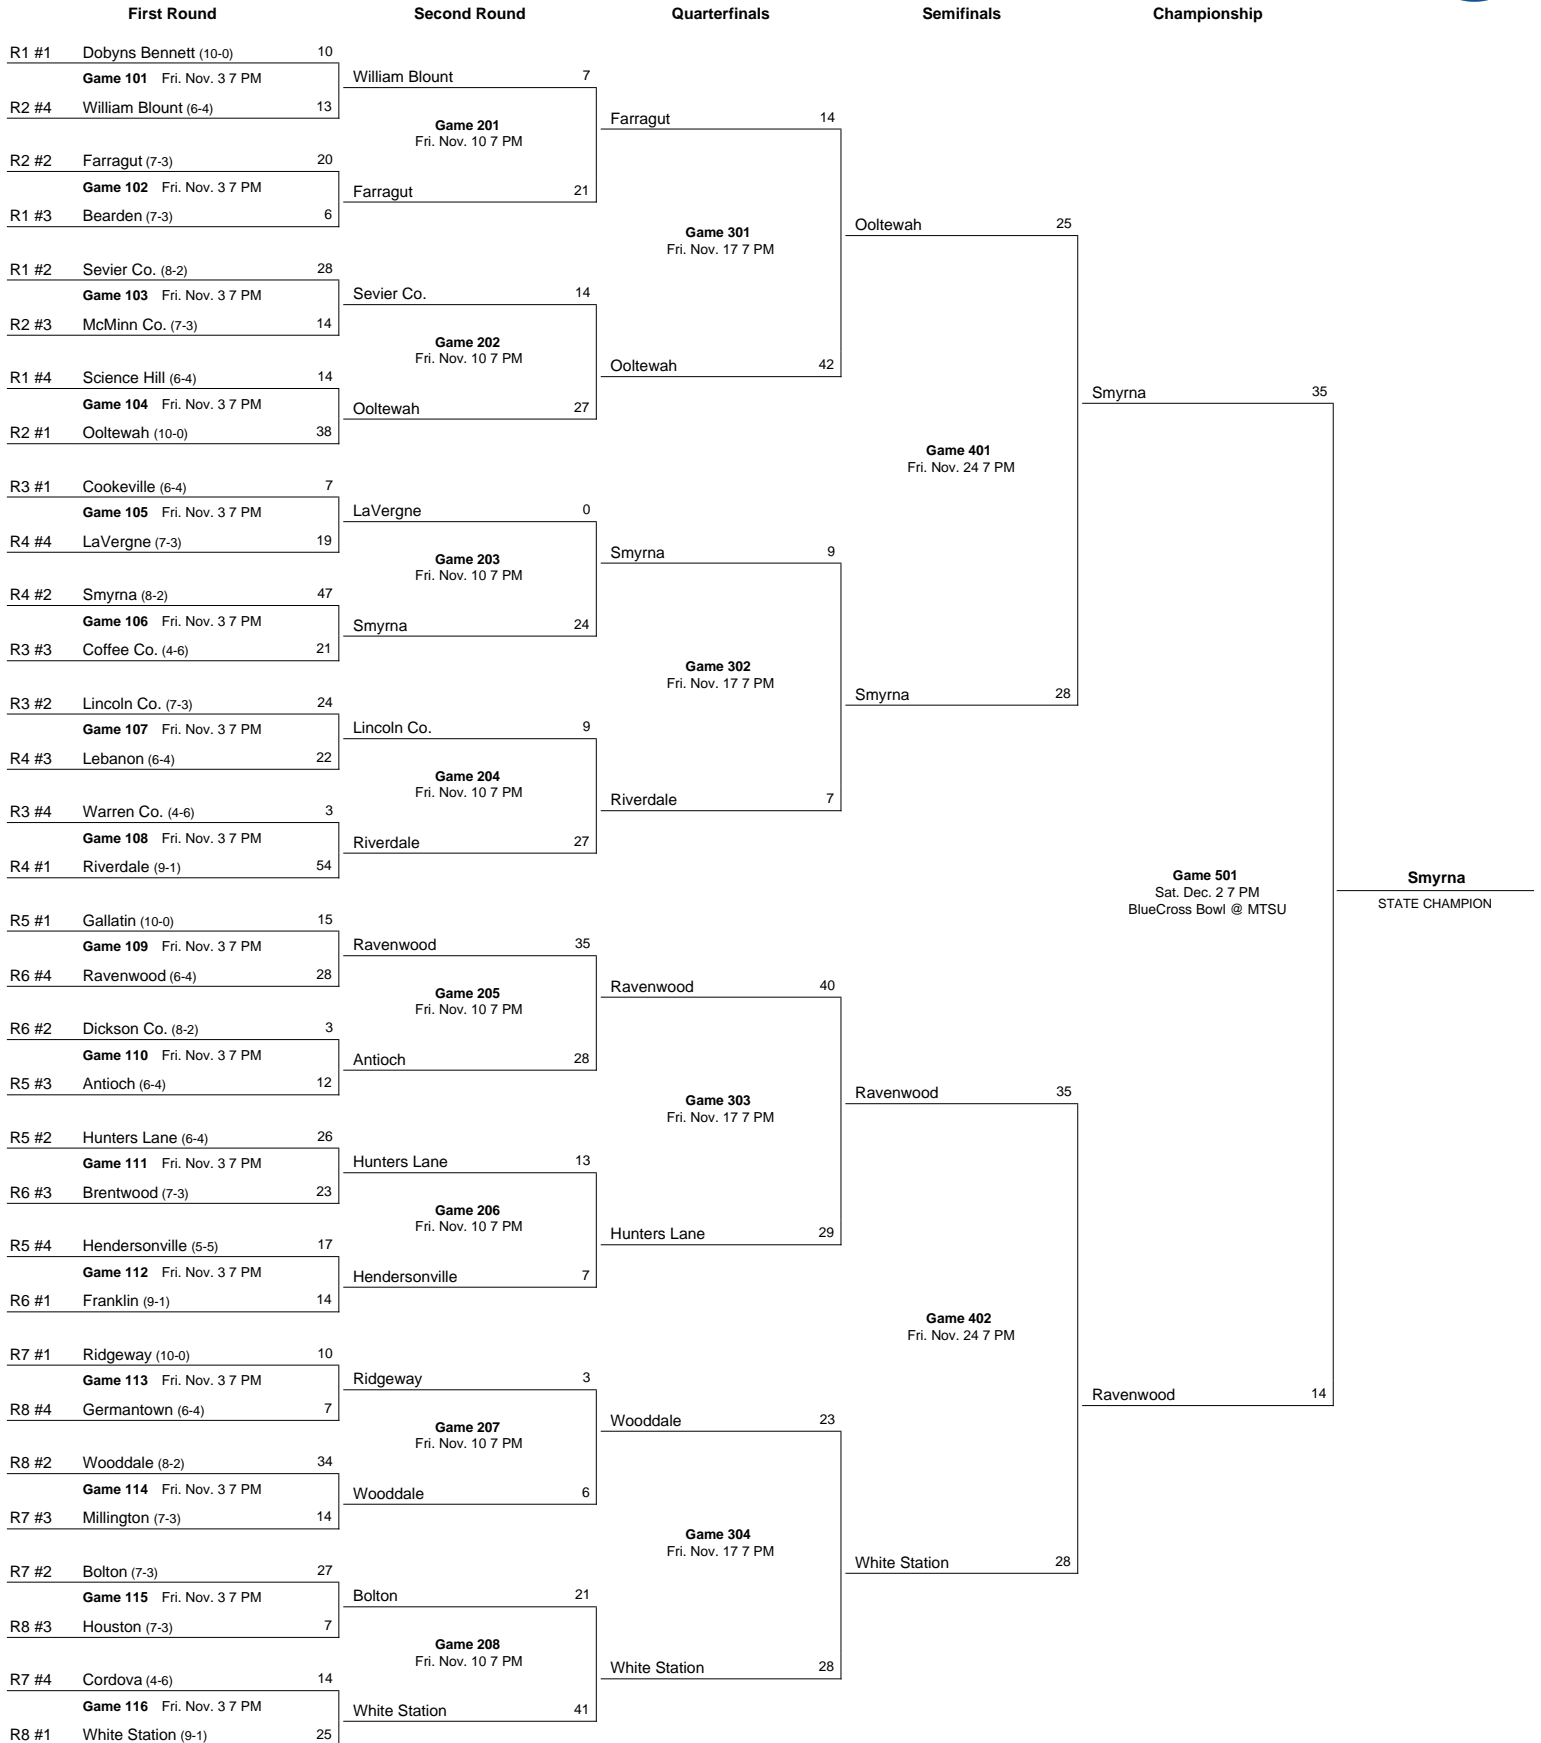 First Round Second Round Quarterfinals Semifinals Championship
R1 #1 Dobyns Bennett (10-0) 10
Game 101 Fri. Nov. 3 7 PM
R2 #4 William Blount (6-4) 13
R2 #2 Farragut (7-3) 20
Game 102 Fri. Nov. 3 7 PM
R1 #3 Bearden (7-3) 6
R1 #2 Sevier Co. (8-2) 28
Game 103 Fri. Nov. 3 7 PM
R2 #3 McMinn Co. (7-3) 14
R1 #4 Science Hill (6-4) 14
Game 104 Fri. Nov. 3 7 PM
R2 #1 Ooltewah (10-0) 38
R3 #1 Cookeville (6-4) 7
Game 105 Fri. Nov. 3 7 PM
R4 #4 LaVergne (7-3) 19
R4 #2 Smyrna (8-2) 47
Game 106 Fri. Nov. 3 7 PM
R3 #3 Coffee Co. (4-6) 21
R3 #2 Lincoln Co. (7-3) 24
Game 107 Fri. Nov. 3 7 PM
R4 #3 Lebanon (6-4) 22
R3 #4 Warren Co. (4-6) 3
Game 108 Fri. Nov. 3 7 PM
R4 #1 Riverdale (9-1) 54
R5 #1 Gallatin (10-0) 15
Game 109 Fri. Nov. 3 7 PM
R6 #4 Ravenwood (6-4) 28
R6 #2 Dickson Co. (8-2) 3
Game 110 Fri. Nov. 3 7 PM
R5 #3 Antioch (6-4) 12
R5 #2 Hunters Lane (6-4) 26
Game 111 Fri. Nov. 3 7 PM
R6 #3 Brentwood (7-3) 23
R5 #4 Hendersonville (5-5) 17
Game 112 Fri. Nov. 3 7 PM
R6 #1 Franklin (9-1) 14
R7 #1 Ridgeway (10-0) 10
Game 113 Fri. Nov. 3 7 PM
R8 #4 Germantown (6-4) 7
R8 #2 Wooddale (8-2) 34
Game 114 Fri. Nov. 3 7 PM
R7 #3 Millington (7-3) 14
R7 #2 Bolton (7-3) 27
Game 115 Fri. Nov. 3 7 PM
R8 #3 Houston (7-3) 7
R7 #4 Cordova (4-6) 14
Game 116 Fri. Nov. 3 7 PM
R8 #1 White Station (9-1) 25
William Blount 7
Game 201
Fri. Nov. 10 7 PM
Farragut 21
Sevier Co. 14
Game 202
Fri. Nov. 10 7 PM
Ooltewah 27
LaVergne 0
Game 203
Fri. Nov. 10 7 PM
Smyrna 24
Lincoln Co. 9
Game 204
Fri. Nov. 10 7 PM
Riverdale 27
Ravenwood 35
Game 205
Fri. Nov. 10 7 PM
Antioch 28
Hunters Lane 13
Game 206
Fri. Nov. 10 7 PM
Hendersonville 7
Ridgeway 3
Game 207
Fri. Nov. 10 7 PM
Wooddale 6
Bolton 21
Game 208
Fri. Nov. 10 7 PM
White Station 41
Farragut 14
Game 301
Fri. Nov. 17 7 PM
Ooltewah 42
Smyrna 9
Game 302
Fri. Nov. 17 7 PM
Riverdale 7
Ravenwood 40
Game 303
Fri. Nov. 17 7 PM
Hunters Lane 29
Wooddale 23
Game 304
Fri. Nov. 17 7 PM
White Station 28
Ooltewah 25
Game 401
Fri. Nov. 24 7 PM
Smyrna 28
Ravenwood 35
Game 402
Fri. Nov. 24 7 PM
White Station 28
Smyrna 35
Game 501
Sat. Dec. 2 7 PM
BlueCross Bowl @ MTSU
Ravenwood 14
Smyrna
STATE CHAMPION